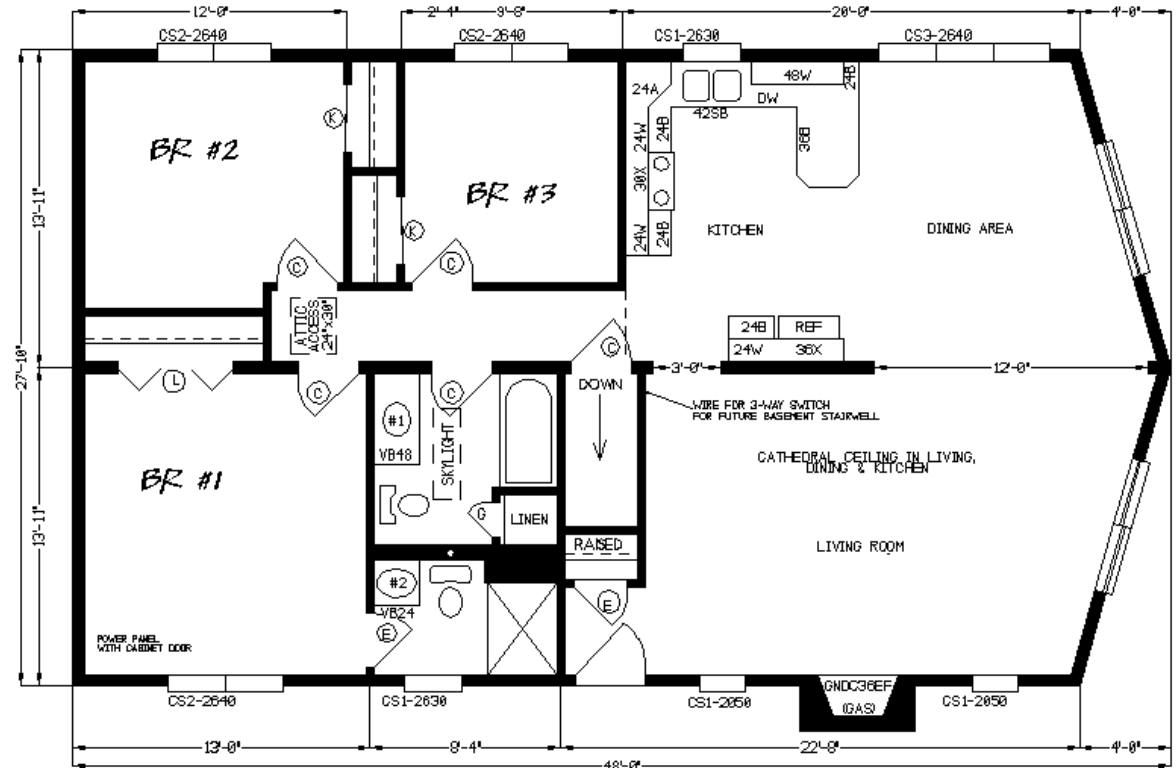 12'-0"
2'-4"
9'-8"
20'-0"
4'-0"
CS2-2640
CS2-2640
CS1-2630
CS3-2640
24A
48W
24B
DW
42SB
24W
24B
36B
30X
24W
24B
BR #2
K
BR #3
K
KITCHEN
DINING AREA
13'-11"
27'-10"
C
C
ATTIC
ACCESS
24"x30"
24B
REF
24W
36X
C
3'-0"
12'-0"
L
C
C
DOWN
WIRE FOR 3-WAY SWITCH
FOR FUTURE BASEMENT STAIRWELL
#1
VB48
SKYLIGHT
CATHEDRAL CEILING IN LIVING,
DINING & KITCHEN
BR #1
G
LINEN
13'-11"
RAISED
LIVING ROOM
#2
VB24
E
E
POWER PANEL
WITH CABINET DOOR
CS2-2640
CS1-2630
CS1-2050
GNDC36EF
(GAS)
CS1-2050
13'-0"
8'-4"
22'-8"
4'-0"
48'-0"